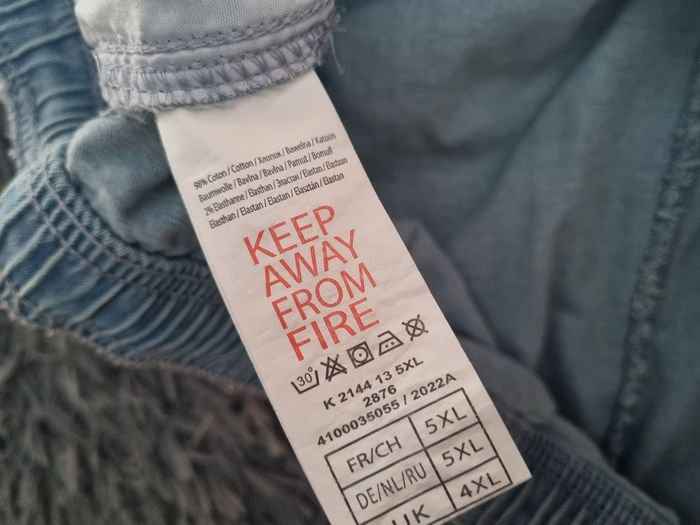 98% Coton / Cotton / Хлопок / Bawełna / Katoen
Baumwolle / Bavlna / Bavlna / Pamut / Bomull
2% Elasthanne / Elasthan / Эластан / Elastan / Elastaan
Elasthan / Elastan / Elastan / Elasztán / Elastan
KEEP
AWAY
FROM
FIRE
30°
K 2144 13 5XL
2876
4100035055 / 2022A
FR/CH 5XL
DE/NL/RU 5XL
UK 4XL